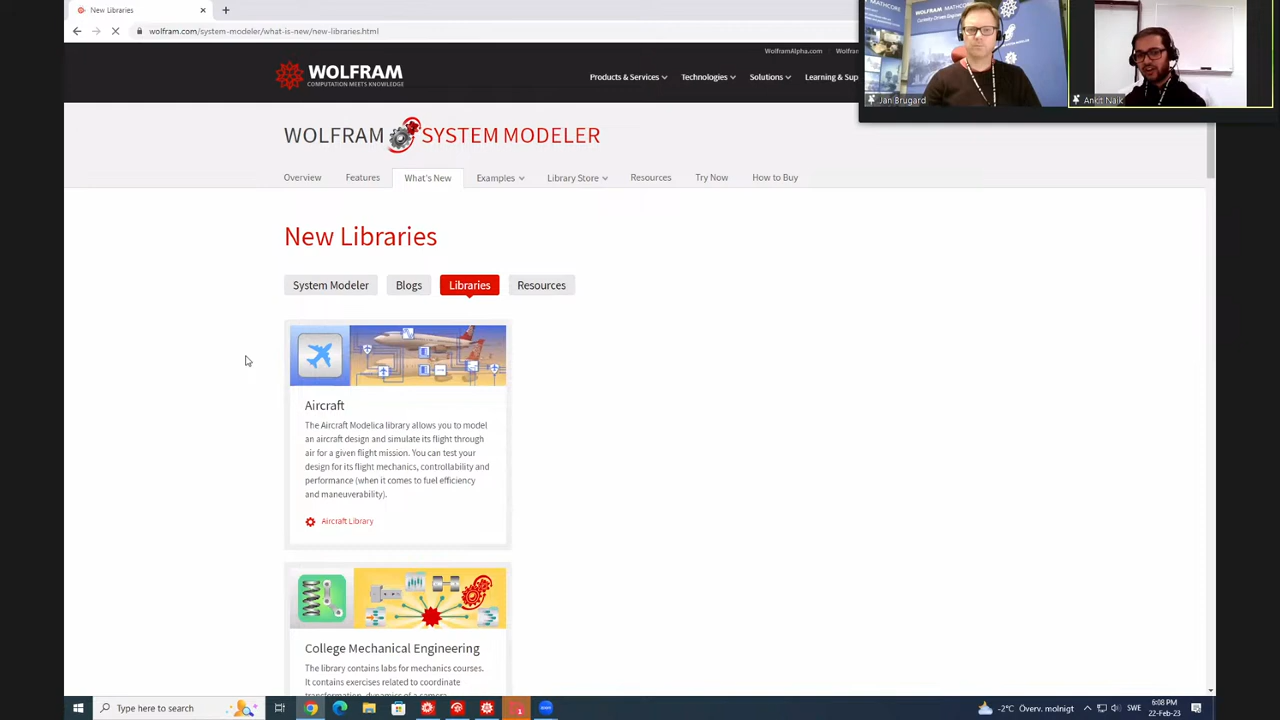 New Libraries
wolfram.com/system-modeler/what-is-new/new-libraries.html
WOLFRAM MATHCORE
Jan Brugard
Ankit Naik
WolframAlpha.com
Wolfram
WOLFRAM
COMPUTATION MEETS KNOWLEDGE
Products & Services
Technologies
Solutions
Learning & Sup
WOLFRAM SYSTEM MODELER
Overview
Features
What's New
Examples
Library Store
Resources
Try Now
How to Buy
New Libraries
System Modeler
Blogs
Libraries
Resources
Aircraft
The Aircraft Modelica library allows you to model
an aircraft design and simulate its flight through
air for a given flight mission. You can test your
design for its flight mechanics, controllability and
performance (when it comes to fuel efficiency
and maneuverability).
Aircraft Library
College Mechanical Engineering
The library contains labs for mechanics courses.
It contains exercises related to coordinate
transformation, dynamics of a camera
Type here to search
-2°C Överv. molnigt
SWE
6:08 PM
22-Feb-23